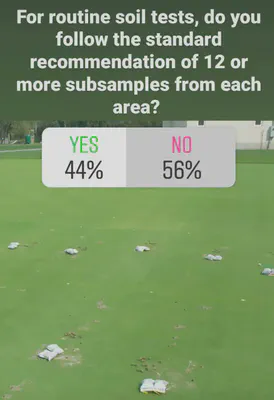 For routine soil tests, do you
follow the standard
recommendation of 12 or
more subsamples from each
area?
YES NO
44% 56%